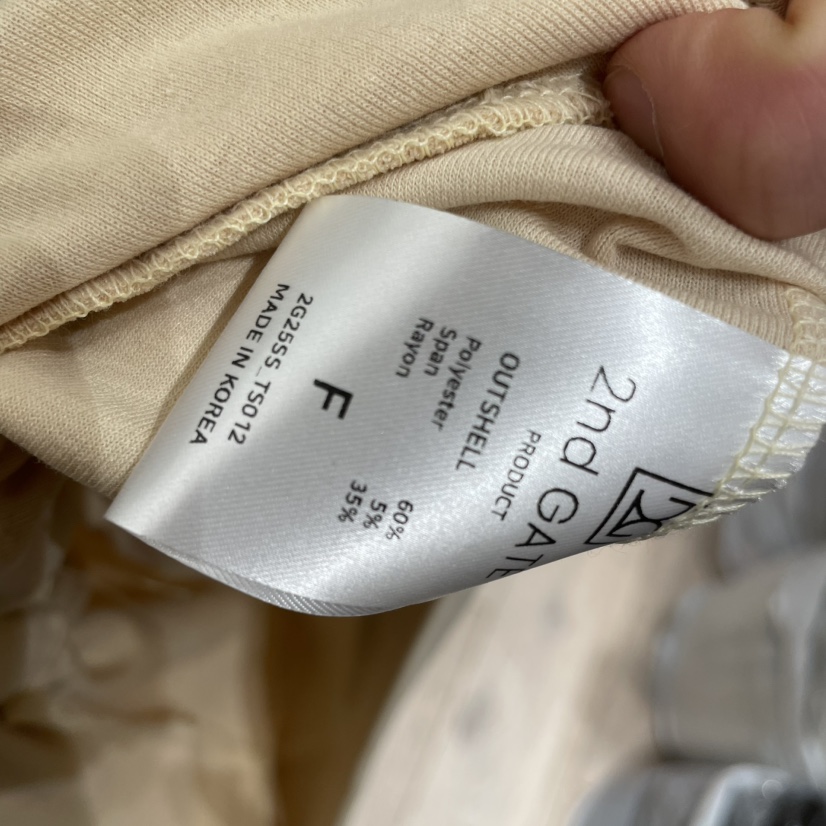 2nd GATE
PRODUCT
OUTSHELL
Polyester 60%
Span 5%
Rayon 35%
F
2G25SS_TS012
MADE IN KOREA